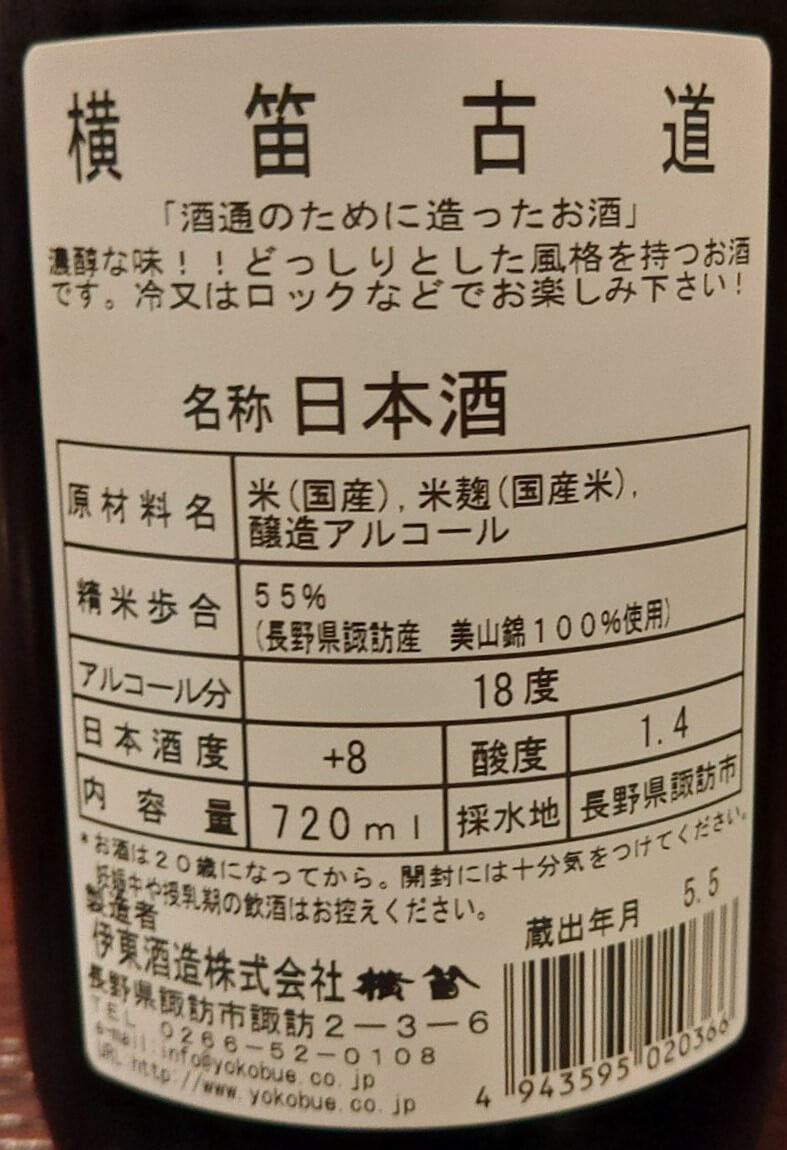 横笛古道
「酒通のために造ったお酒」
濃醇な味！！どっしりとした風格を持つお酒
です。冷又はロックなどでお楽しみ下さい！
名称 日本酒
原材料名 米(国産),米麹(国産米),
醸造アルコール
精米歩合 55%
(長野県諏訪産 美山錦100%使用)
アルコール分 18度
日本酒度 +8 酸度 1.4
内容量 720ml 採水地 長野県諏訪市
*お酒は20歳になってから。開封には十分気をつけてください。
妊娠中や授乳期の飲酒はお控えください。
製造者
蔵出年月 5.5
伊東酒造株式会社 横笛
長野県諏訪市諏訪2-3-6
TEL 0266-52-0108
e-mail:info@yokobue.co.jp
URL:http://www.yokobue.co.jp
4 943595 020366